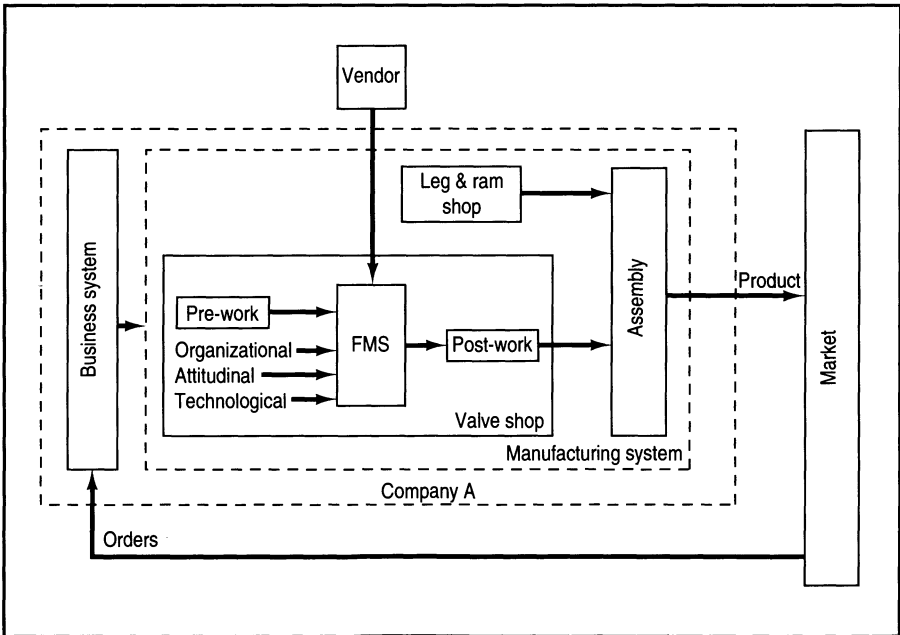 Vendor
Leg & ram
shop
Business system
Assembly
Product
Market
Pre-work
FMS
Post-work
Organizational
Attitudinal
Technological
Valve shop
Manufacturing system
Company A
Orders